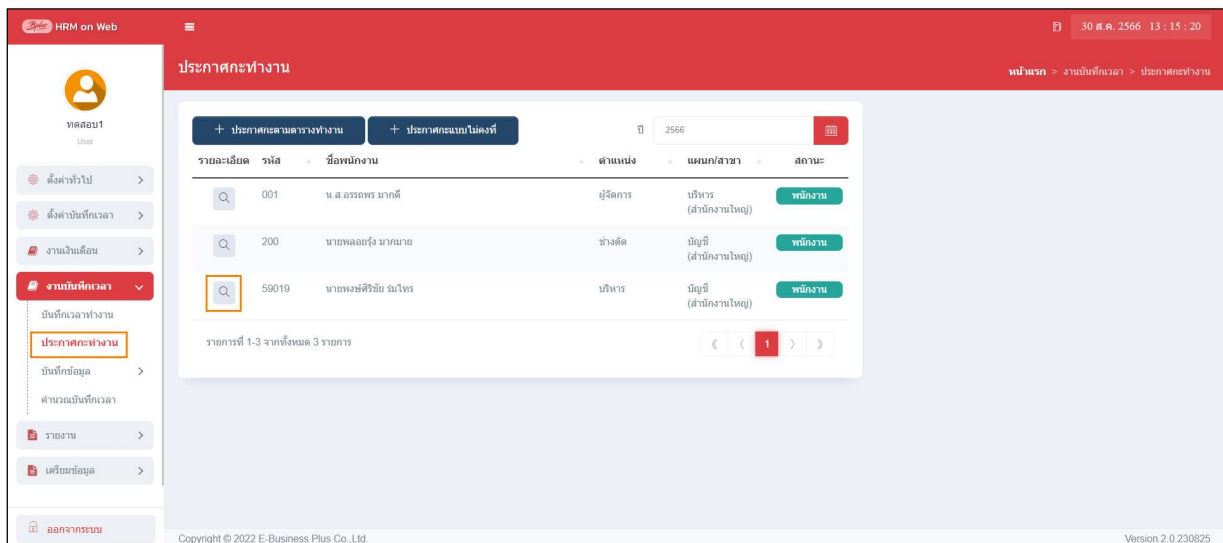 Bplus HRM on Web
30 ส.ค. 2566 13 : 15 : 20
ประกาศกะทำงาน
หน้าแรก > งานบันทึกเวลา > ประกาศกะทำงาน
ทดสอบ1
User
ตั้งค่าทั่วไป
ตั้งค่าบันทึกเวลา
งานเงินเดือน
งานบันทึกเวลา
บันทึกเวลาทำงาน
ประกาศกะทำงาน
บันทึกข้อมูล
คำนวณบันทึกเวลา
รายงาน
เตรียมข้อมูล
ออกจากระบบ
+ ประกาศกะตามตารางทำงาน + ประกาศกะแบบไม่คงที่ ปี 2566
รายละเอียด รหัส ชื่อพนักงาน ตำแหน่ง แผนก/สาขา สถานะ
001 น.ส.อรรถพร มากดี ผู้จัดการ บริหาร พนักงาน
(สำนักงานใหญ่)
200 นายพลอยรุ้ง มากมาย ช่างตัด บัญชี พนักงาน
(สำนักงานใหญ่)
59019 นายพงษ์ศิริชัย ร่มไทร บริหาร บัญชี พนักงาน
(สำนักงานใหญ่)
รายการที่ 1-3 จากทั้งหมด 3 รายการ
1
Copyright © 2022 E-Business Plus Co.,Ltd. Version 2.0.230825